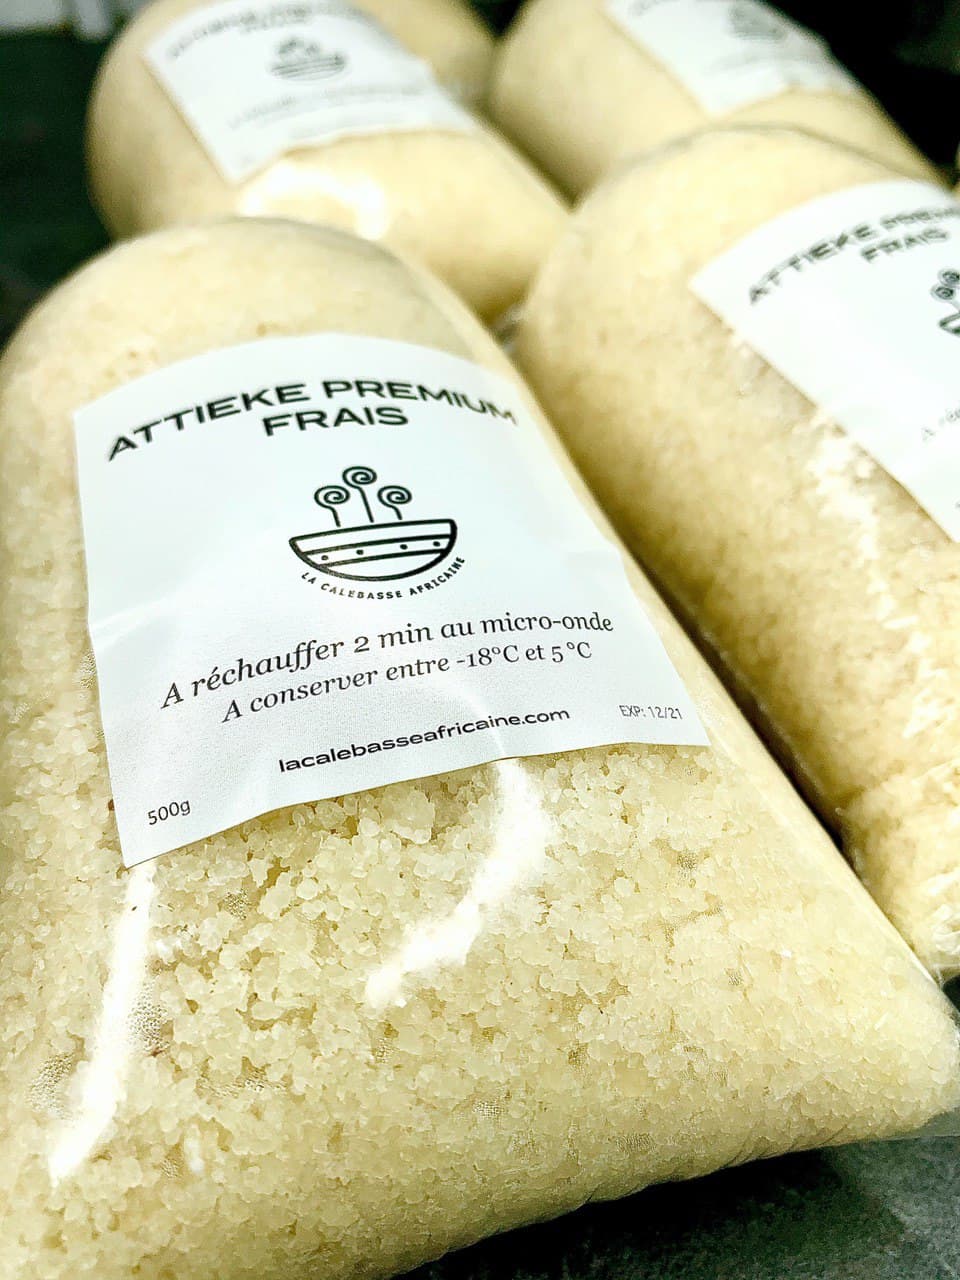 ATTIEKE PREMIUM
FRAIS
LA CALEBASSE AFRICAINE
A réchauffer 2 min au micro-onde
A conserver entre -18°C et 5°C
lacalebasseafricaine.com
EXP: 12/21
500g
ATTIEKE PREMIUM
FRAIS